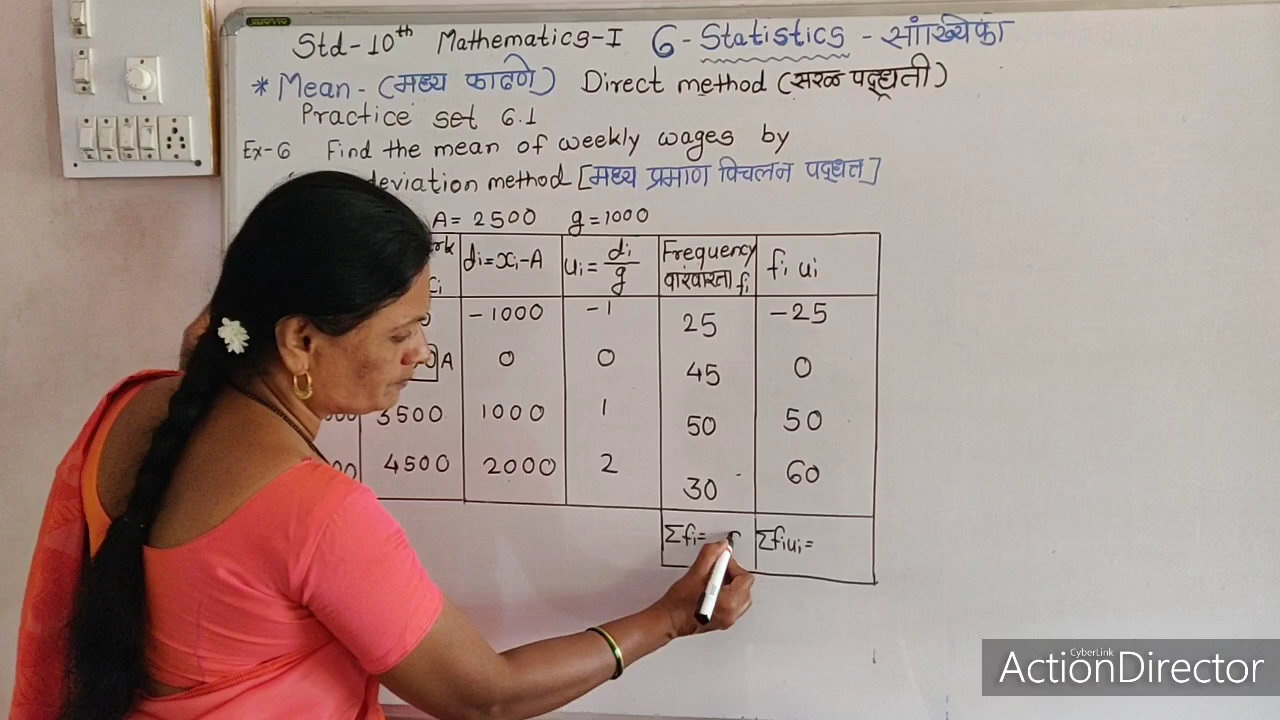 Std-10th Mathematics-I 6-Statistics - सांख्यिकी
* Mean - (मध्य काढणे) Direct method (सरळ पद्धती)
Practice set 6.1
Ex-6 Find the mean of weekly wages by
deviation method [मध्य प्रमाण विचलन पद्धत]
A = 2500 g = 1000
di = xi - A ui = di/g Frequency वारंवारता fi fi ui
-1000 -1 25 -25
A 0 0 45 0
3500 1000 1 50 50
4500 2000 2 30 60
Σfi = Σfiui =
CyberLink
ActionDirector